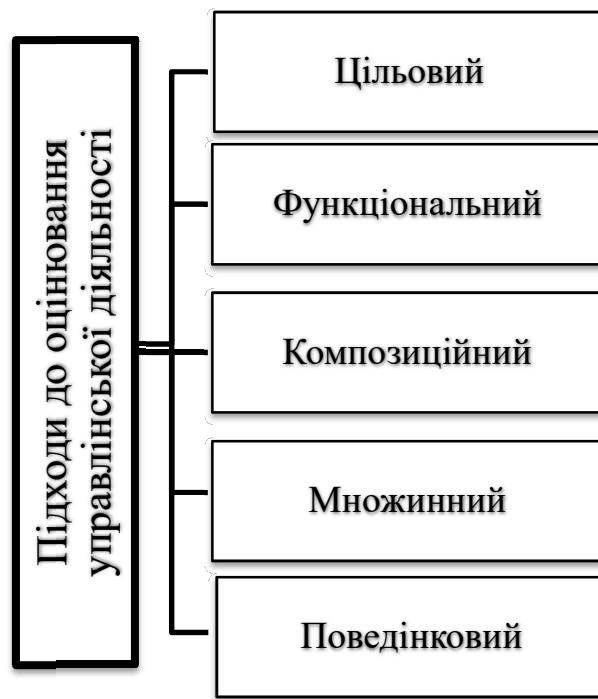 Підходи до оцінювання
управлінської діяльності
Цільовий
Функціональний
Композиційний
Множинний
Поведінковий